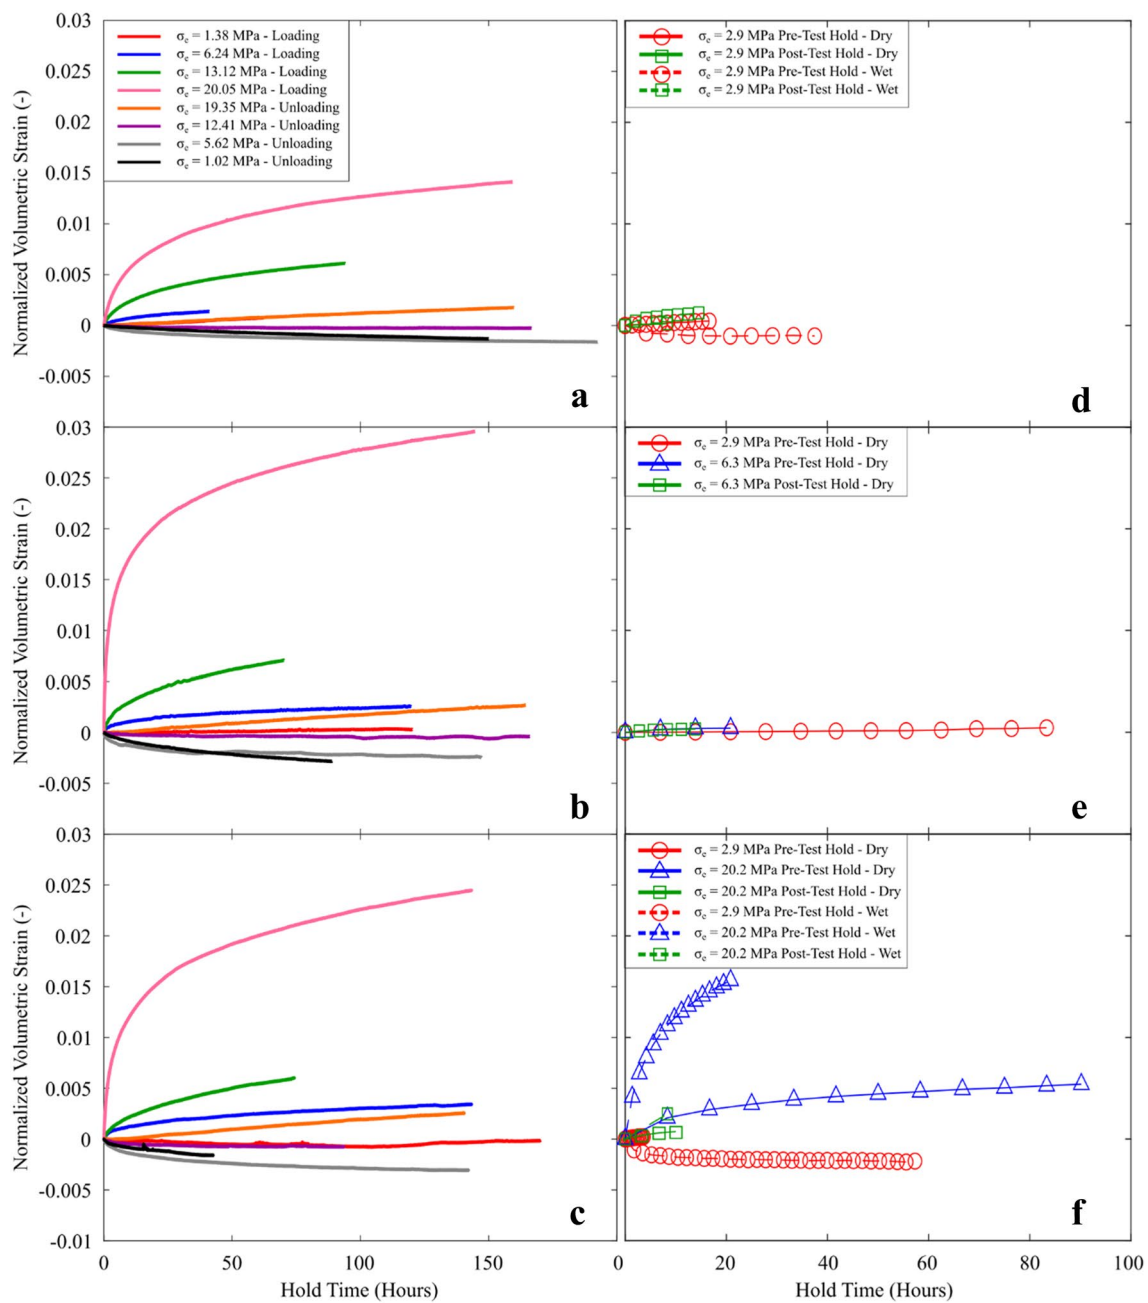 Normalized Volumetric Strain (-)
0.03
0.025
0.02
0.015
0.01
0.005
0
-0.005
σe = 1.38 MPa - Loading
σe = 6.24 MPa - Loading
σe = 13.12 MPa - Loading
σe = 20.05 MPa - Loading
σe = 19.35 MPa - Unloading
σe = 12.41 MPa - Unloading
σe = 5.62 MPa - Unloading
σe = 1.02 MPa - Unloading
a
σe = 2.9 MPa Pre-Test Hold - Dry
σe = 2.9 MPa Post-Test Hold - Dry
σe = 2.9 MPa Pre-Test Hold - Wet
σe = 2.9 MPa Post-Test Hold - Wet
d
Normalized Volumetric Strain (-)
0.03
0.025
0.02
0.015
0.01
0.005
0
-0.005
b
σe = 2.9 MPa Pre-Test Hold - Dry
σe = 6.3 MPa Pre-Test Hold - Dry
σe = 6.3 MPa Post-Test Hold - Dry
e
Normalized Volumetric Strain (-)
0.03
0.025
0.02
0.015
0.01
0.005
0
-0.005
-0.01
c
0 50 100 150
Hold Time (Hours)
σe = 2.9 MPa Pre-Test Hold - Dry
σe = 20.2 MPa Pre-Test Hold - Dry
σe = 20.2 MPa Post-Test Hold - Dry
σe = 2.9 MPa Pre-Test Hold - Wet
σe = 20.2 MPa Pre-Test Hold - Wet
σe = 20.2 MPa Post-Test Hold - Wet
f
0 20 40 60 80 100
Hold Time (Hours)